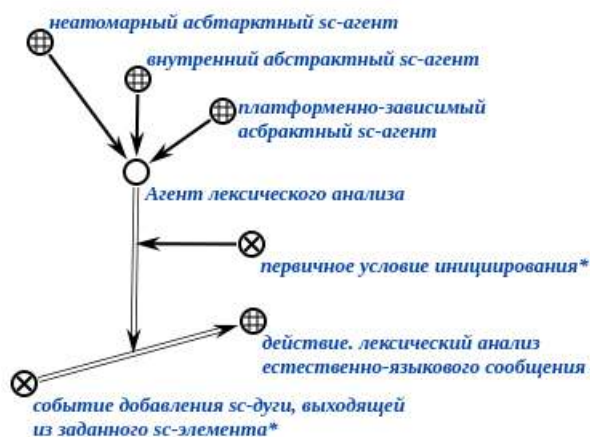 неатомарный асбтарктный sc-агент
внутренний абстрактный sc-агент
платформенно-зависимый
асбрактный sc-агент
Агент лексического анализа
первичное условие инициирования*
действие. лексический анализ
естественно-языкового сообщения
событие добавления sc-дуги, выходящей
из заданного sc-элемента*